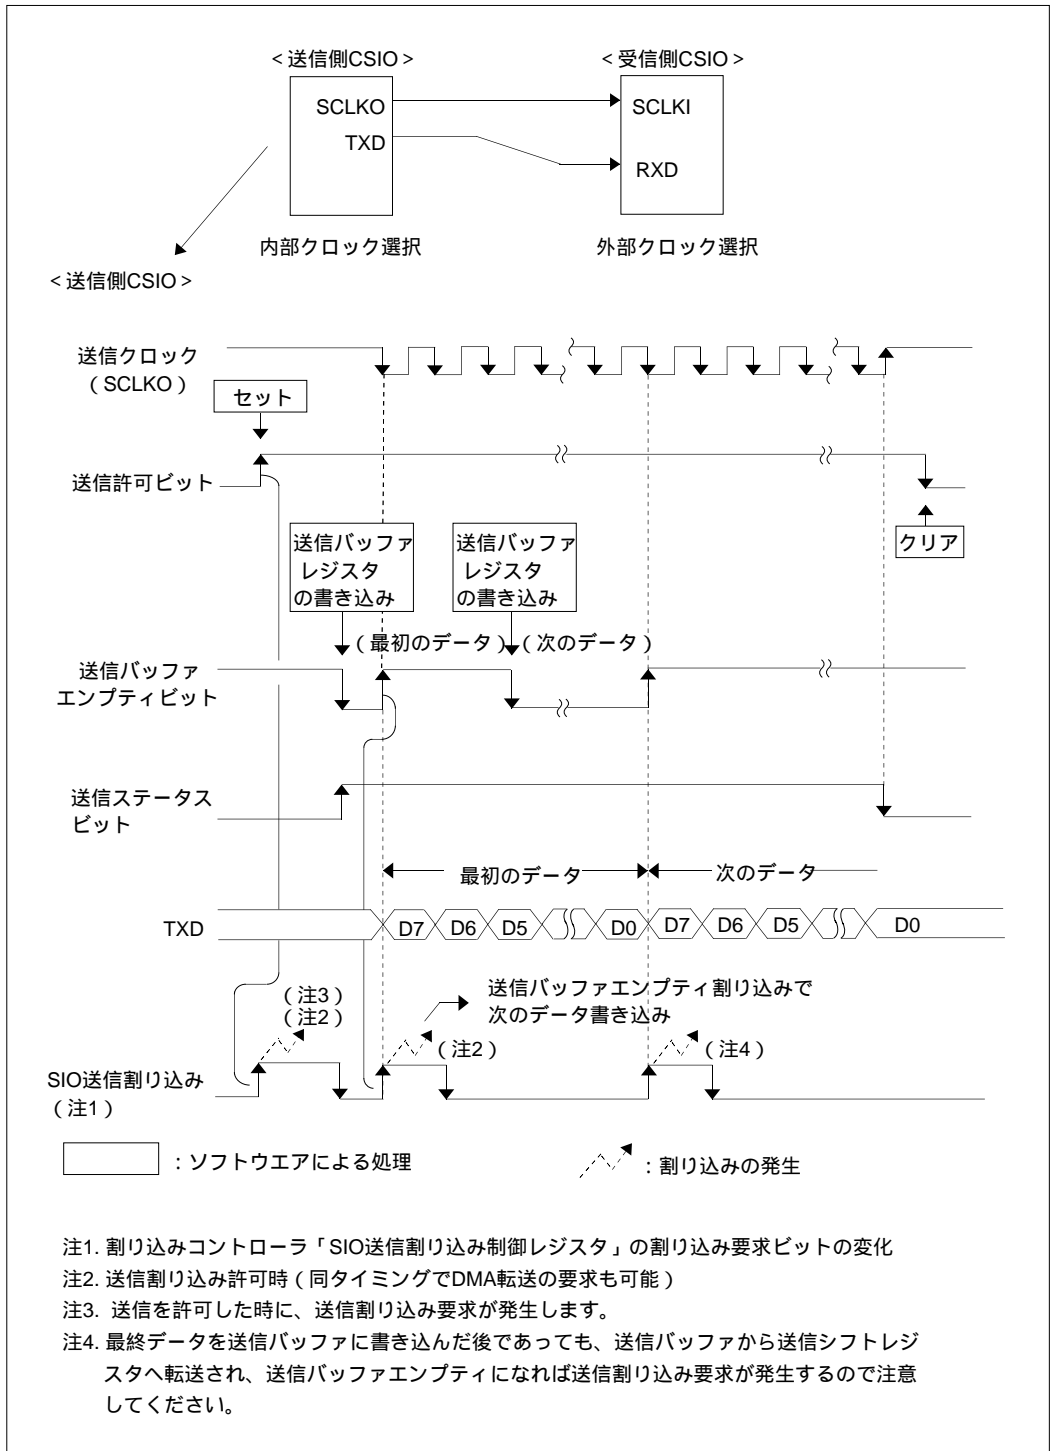 ＜送信側CSIO＞
＜受信側CSIO＞
SCLKO
SCLKI
TXD
RXD
内部クロック選択
外部クロック選択
＜送信側CSIO＞
送信クロック
（SCLKO）
セット
送信許可ビット
クリア
送信バッファ
レジスタ
の書き込み
送信バッファ
レジスタ
の書き込み
（最初のデータ）
（次のデータ）
送信バッファ
エンプティビット
送信ステータス
ビット
最初のデータ
次のデータ
TXD
D7 D6 D5 D0 D7 D6 D5 D0
（注3）
（注2）
送信バッファエンプティ割り込みで
次のデータ書き込み
（注2）
（注4）
SIO送信割り込み
（注1）
：ソフトウエアによる処理
：割り込みの発生
注1. 割り込みコントローラ「SIO送信割り込み制御レジスタ」の割り込み要求ビットの変化
注2. 送信割り込み許可時（同タイミングでDMA転送の要求も可能）
注3. 送信を許可した時に、送信割り込み要求が発生します。
注4. 最終データを送信バッファに書き込んだ後であっても、送信バッファから送信シフトレジ
スタへ転送され、送信バッファエンプティになれば送信割り込み要求が発生するので注意
してください。